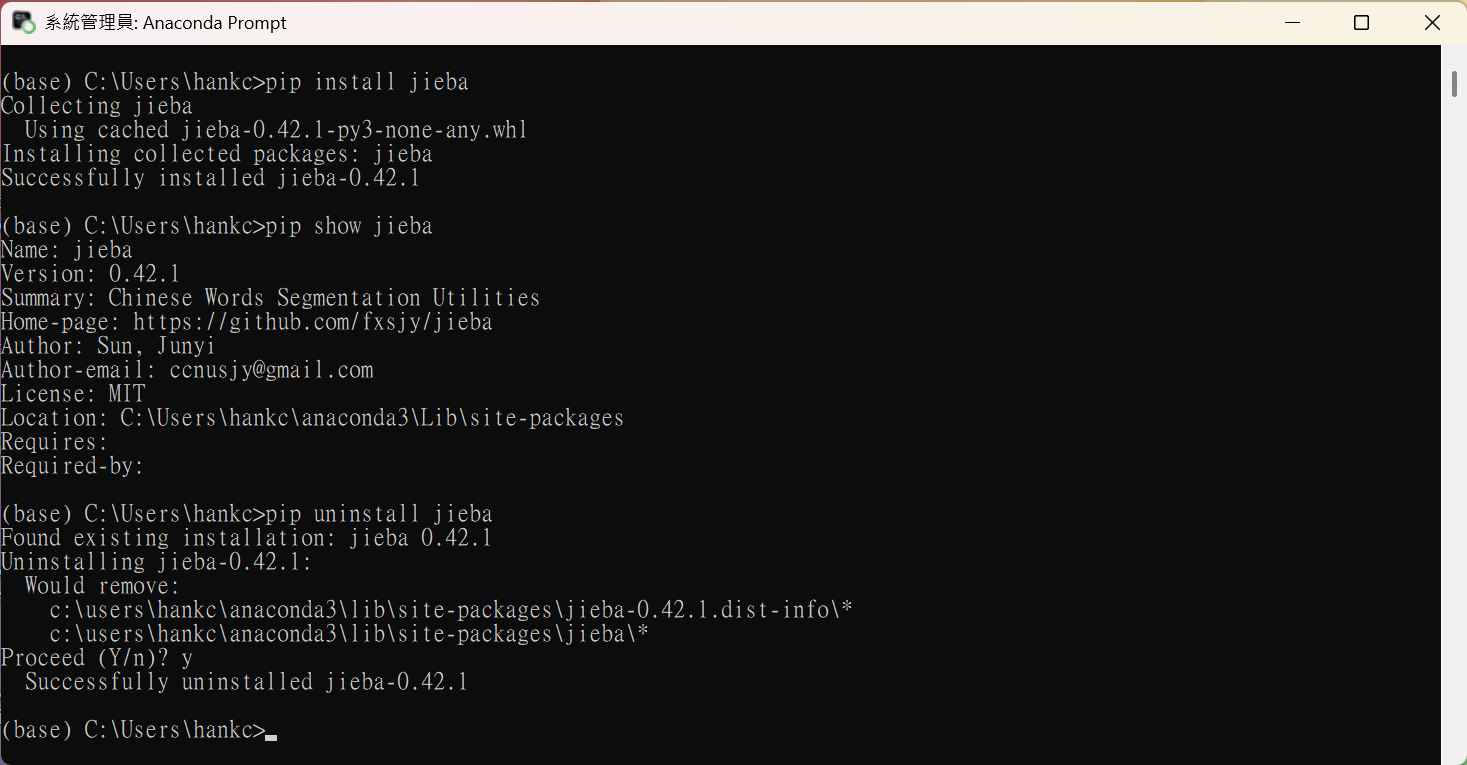 系統管理員: Anaconda Prompt
(base) C:\Users\hankc>pip install jieba
Collecting jieba
  Using cached jieba-0.42.1-py3-none-any.whl
Installing collected packages: jieba
Successfully installed jieba-0.42.1
(base) C:\Users\hankc>pip show jieba
Name: jieba
Version: 0.42.1
Summary: Chinese Words Segmentation Utilities
Home-page: https://github.com/fxsjy/jieba
Author: Sun, Junyi
Author-email: ccnusjy@gmail.com
License: MIT
Location: C:\Users\hankc\anaconda3\Lib\site-packages
Requires:
Required-by:
(base) C:\Users\hankc>pip uninstall jieba
Found existing installation: jieba 0.42.1
Uninstalling jieba-0.42.1:
  Would remove:
    c:\users\hankc\anaconda3\lib\site-packages\jieba-0.42.1.dist-info\*
    c:\users\hankc\anaconda3\lib\site-packages\jieba\*
Proceed (Y/n)? y
  Successfully uninstalled jieba-0.42.1
(base) C:\Users\hankc>